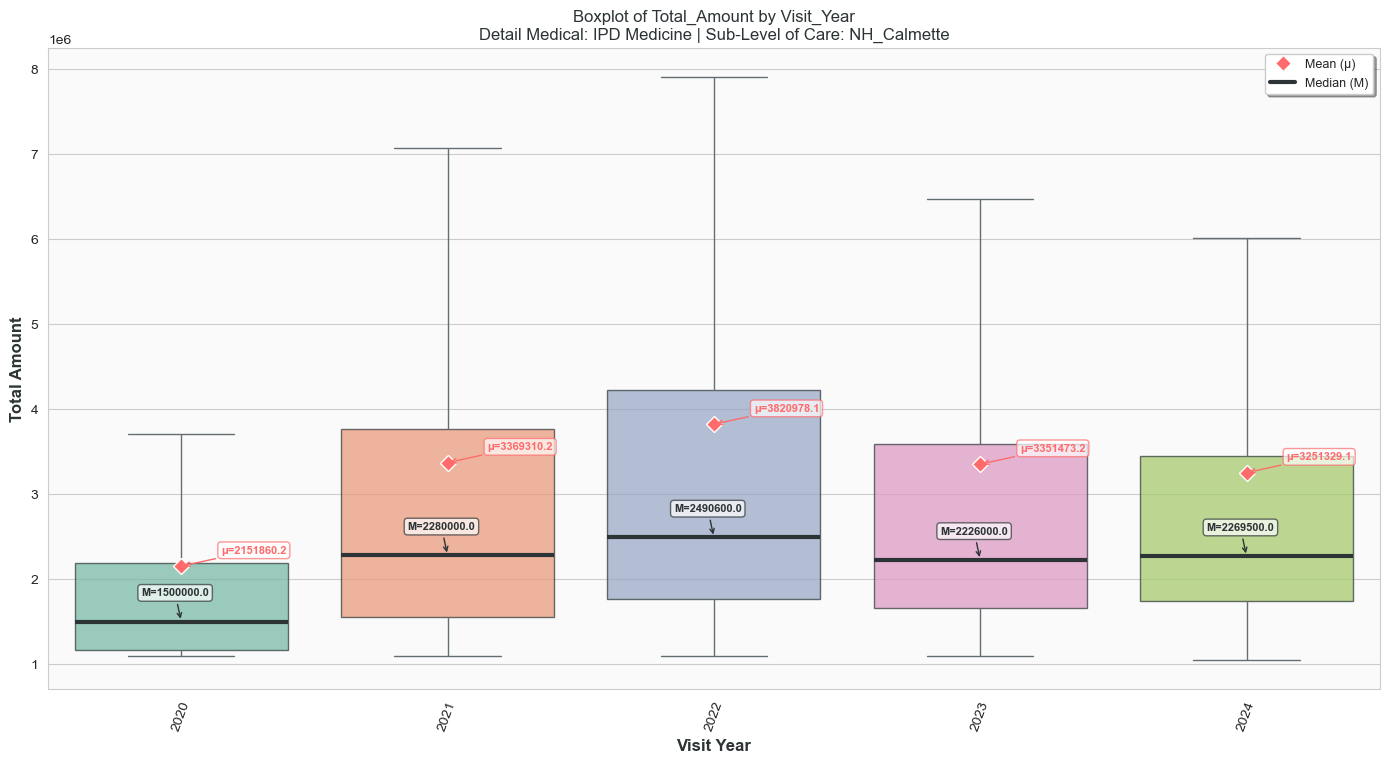 Boxplot of Total_Amount by Visit_Year
Detail Medical: IPD Medicine | Sub-Level of Care: NH_Calmette
1e6
Mean (μ)
Median (M)
8
7
6
5
4
3
2
1
Total Amount
μ=2151860.2
M=1500000.0
μ=3369310.2
M=2280000.0
μ=3820978.1
M=2490600.0
μ=3351473.2
M=2226000.0
μ=3251329.1
M=2269500.0
2020
2021
2022
2023
2024
Visit Year